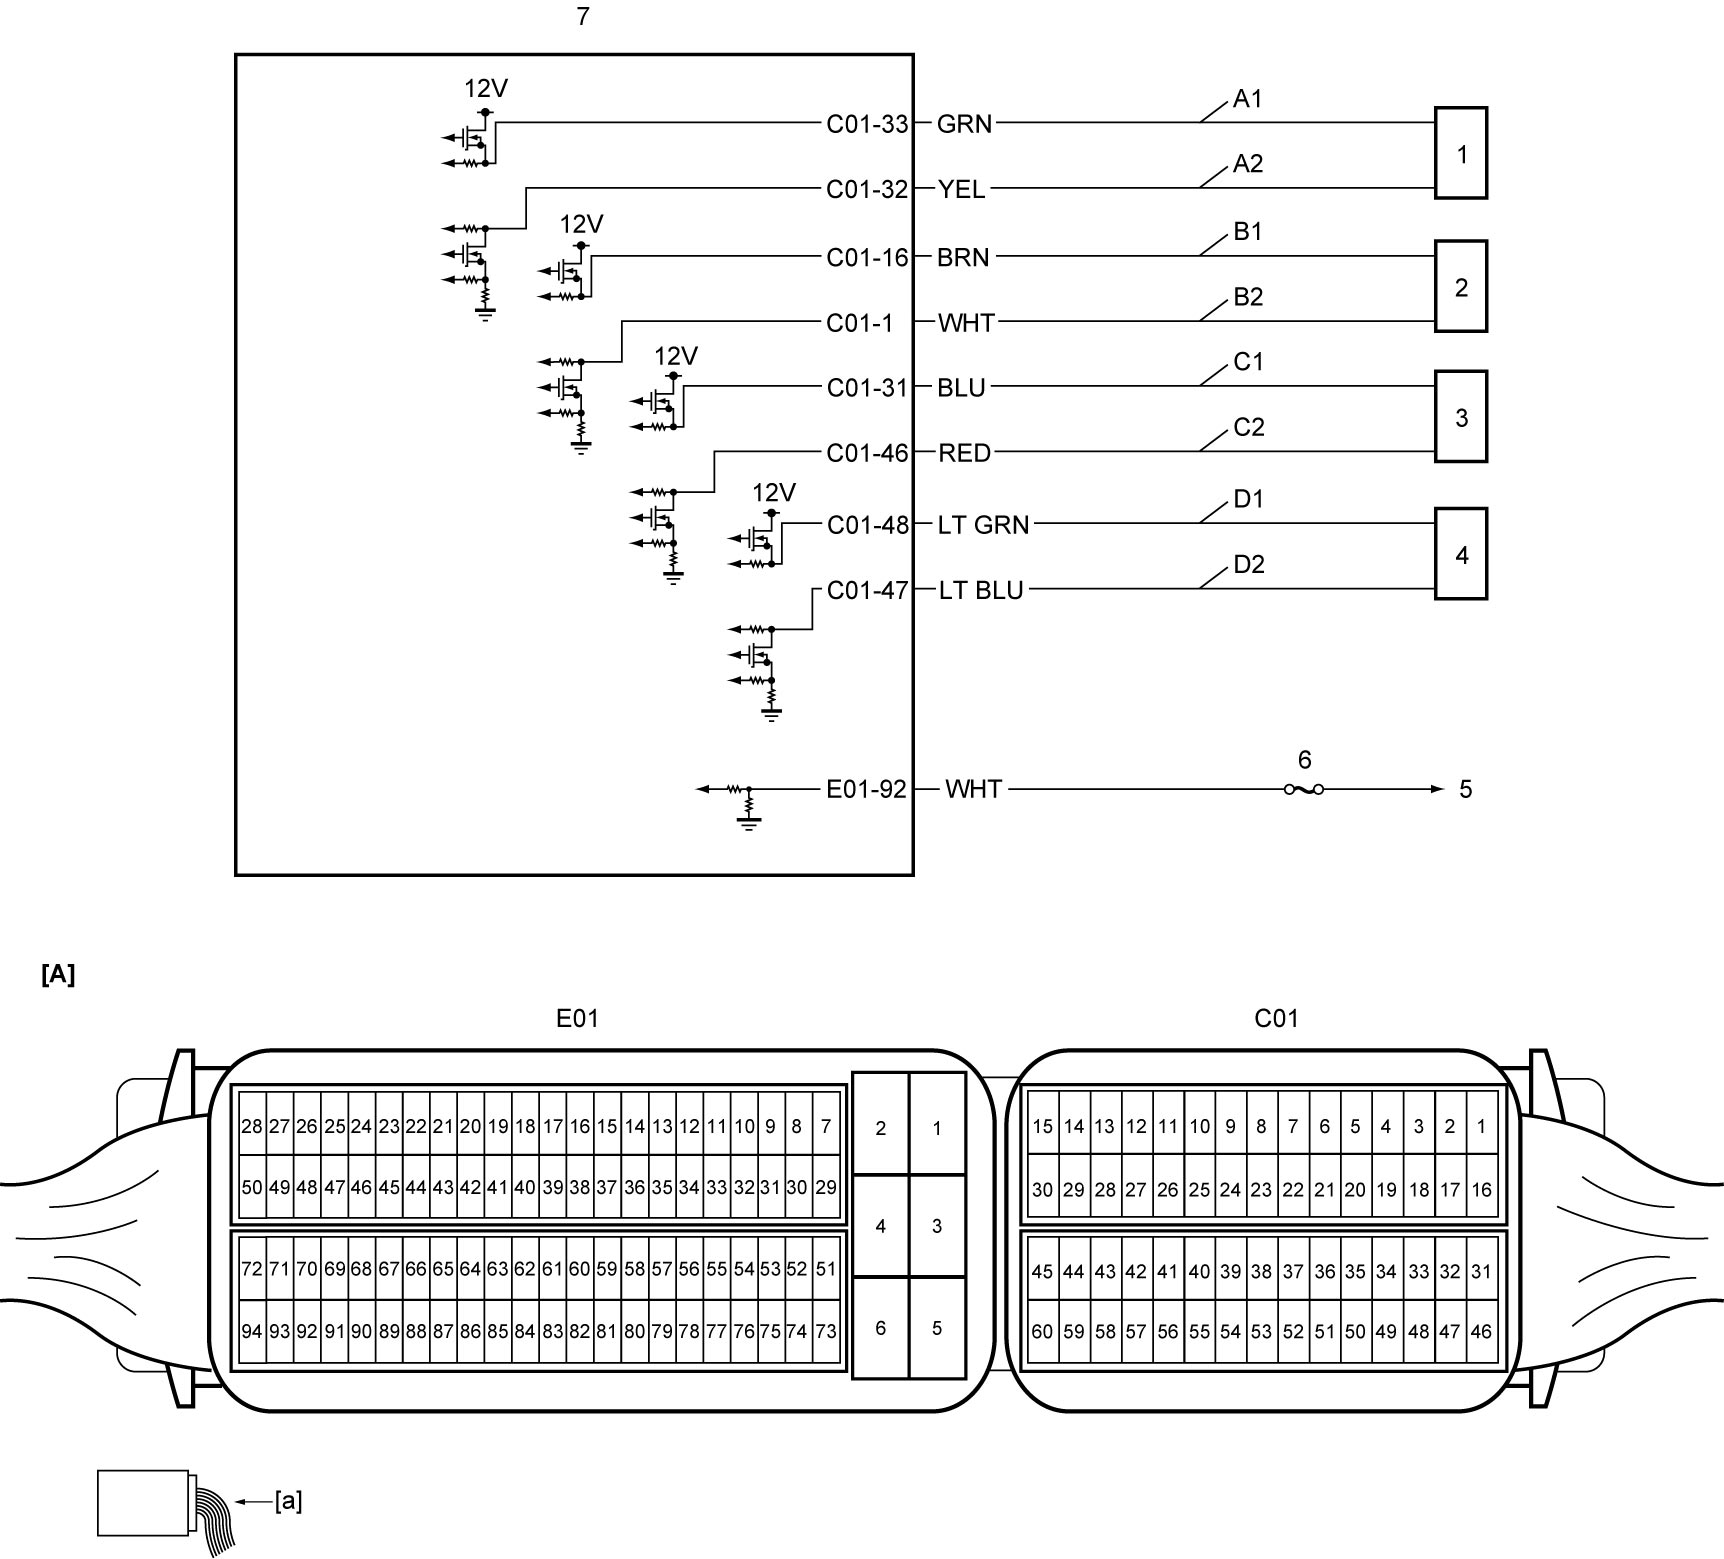 7
12V
C01-33 GRN A1
1
C01-32 YEL A2
12V
C01-16 BRN B1
2
C01-1 WHT B2
12V
C01-31 BLU C1
3
C01-46 RED C2
12V
C01-48 LT GRN D1
4
C01-47 LT BLU D2
6
E01-92 WHT 5
[A]
E01 C01
28 27 26 25 24 23 22 21 20 19 18 17 16 15 14 13 12 11 10 9 8 7
50 49 48 47 46 45 44 43 42 41 40 39 38 37 36 35 34 33 32 31 30 29
72 71 70 69 68 67 66 65 64 63 62 61 60 59 58 57 56 55 54 53 52 51
94 93 92 91 90 89 88 87 86 85 84 83 82 81 80 79 78 77 76 75 74 73
2 1
4 3
6 5
15 14 13 12 11 10 9 8 7 6 5 4 3 2 1
30 29 28 27 26 25 24 23 22 21 20 19 18 17 16
45 44 43 42 41 40 39 38 37 36 35 34 33 32 31
60 59 58 57 56 55 54 53 52 51 50 49 48 47 46
[a]